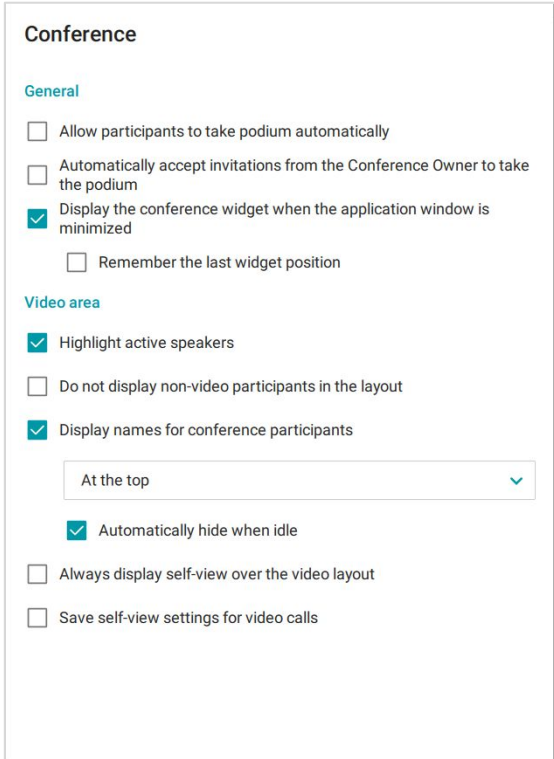 Conference
General
Allow participants to take podium automatically
Automatically accept invitations from the Conference Owner to take
the podium
Display the conference widget when the application window is
minimized
Remember the last widget position
Video area
Highlight active speakers
Do not display non-video participants in the layout
Display names for conference participants
At the top
Automatically hide when idle
Always display self-view over the video layout
Save self-view settings for video calls